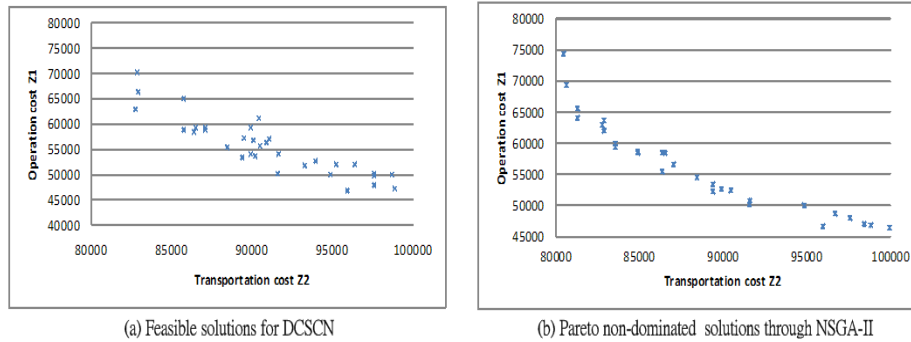 80000
75000
70000
65000
60000
55000
50000
45000
40000
Operation cost Z1
80000 85000 90000 95000 100000
Transportation cost Z2
(a) Feasible solutions for DCSCN
80000
75000
70000
65000
60000
55000
50000
45000
Operation cost Z1
80000 85000 90000 95000 100000
Transportation cost Z2
(b) Pareto non-dominated solutions through NSGA-II